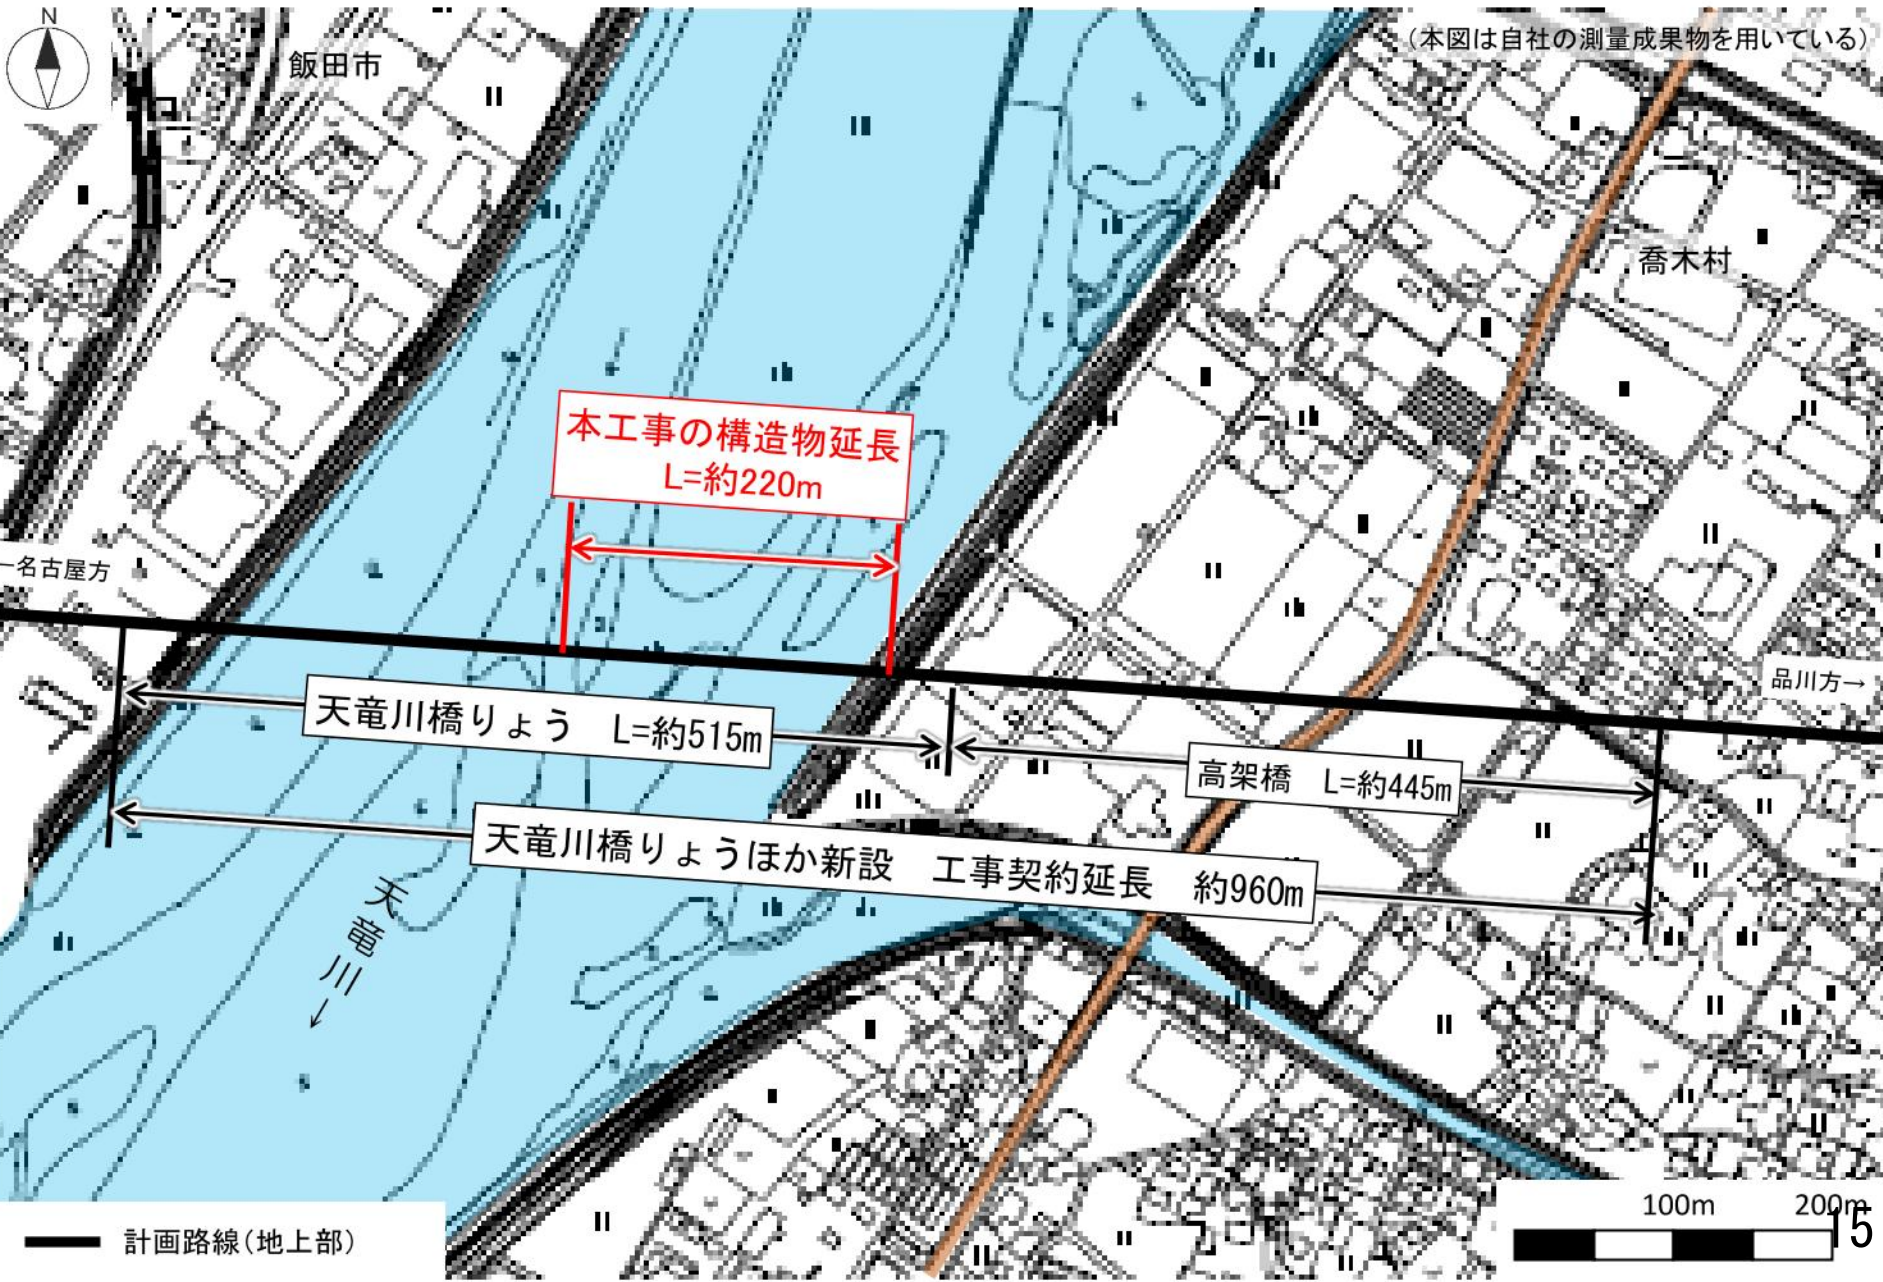 N
飯田市
(本図は自社の測量成果物を用いている)
喬木村
本工事の構造物延長
L=約220m
←名古屋方
品川方→
天竜川橋りょう L=約515m
高架橋 L=約445m
天竜川橋りょうほか新設 工事契約延長 約960m
天竜川→
計画路線(地上部)
100m 200m
15